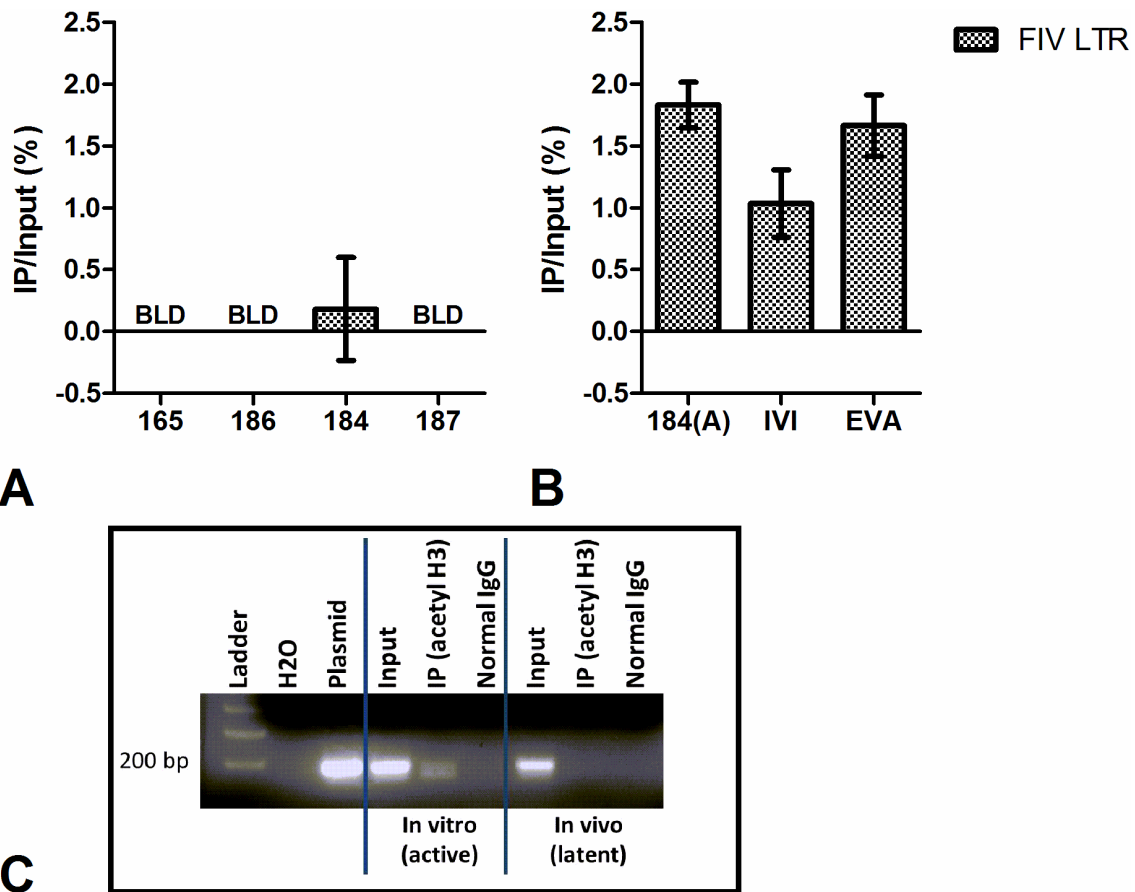 2.5
2.0
1.5
1.0
0.5
0.0
-0.5
IP/Input (%)
BLD BLD BLD
165 186 184 187
A
2.5
2.0
1.5
1.0
0.5
0.0
-0.5
IP/Input (%)
184(A) IVI EVA
FIV LTR
B
Ladder
H2O
Plasmid
Input
IP (acetyl H3)
Normal IgG
Input
IP (acetyl H3)
Normal IgG
200 bp
In vitro
(active)
In vivo
(latent)
C